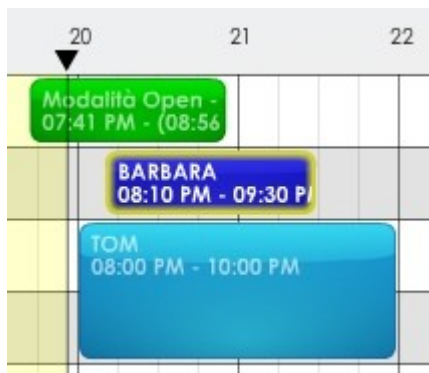 20 21 22
Modalità Open -
07:41 PM - (08:56
BARBARA
08:10 PM - 09:30 P
TOM
08:00 PM - 10:00 PM